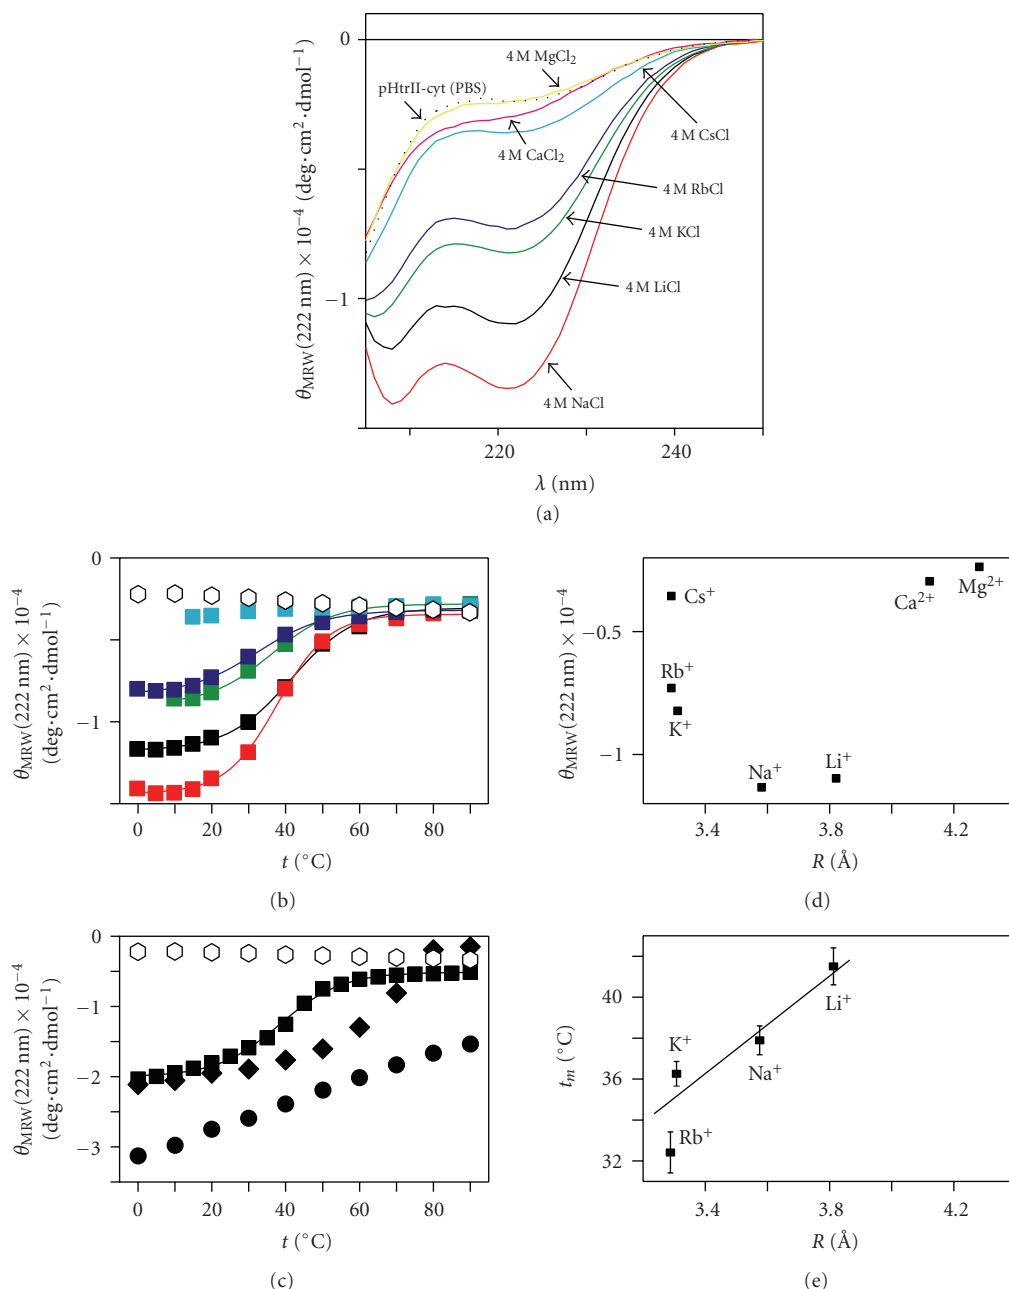 0
−1
θMRW(222 nm) × 10−4 (deg·cm2·dmol−1)
4 M MgCl2
pHtrII-cyt (PBS)
4 M CaCl2
4 M CsCl
4 M RbCl
4 M KCl
4 M LiCl
4 M NaCl
220 240
λ (nm)
(a)
0
−1
θMRW(222 nm) × 10−4
(deg·cm2·dmol−1)
0 20 40 60 80
t (°C)
(b)
−0.5
−1
θMRW(222 nm) × 10−4
Cs+
Rb+
K+
Na+
Li+
Ca2+
Mg2+
3.4 3.8 4.2
R (Å)
(d)
0
−1
−2
−3
θMRW(222 nm) × 10−4
(deg·cm2·dmol−1)
0 20 40 60 80
t (°C)
(c)
40
36
32
tm (°C)
K+
Rb+
Na+
Li+
3.4 3.8 4.2
R (Å)
(e)